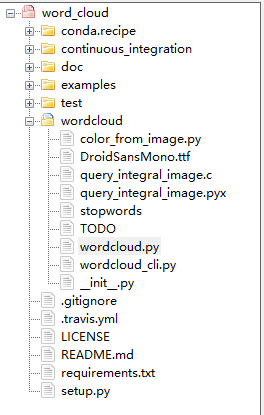 word_cloud
conda.recipe
continuous_integration
doc
examples
test
wordcloud
color_from_image.py
DroidSansMono.ttf
query_integral_image.c
query_integral_image.pyx
stopwords
TODO
wordcloud.py
wordcloud_cli.py
__init__.py
.gitignore
.travis.yml
LICENSE
README.md
requirements.txt
setup.py